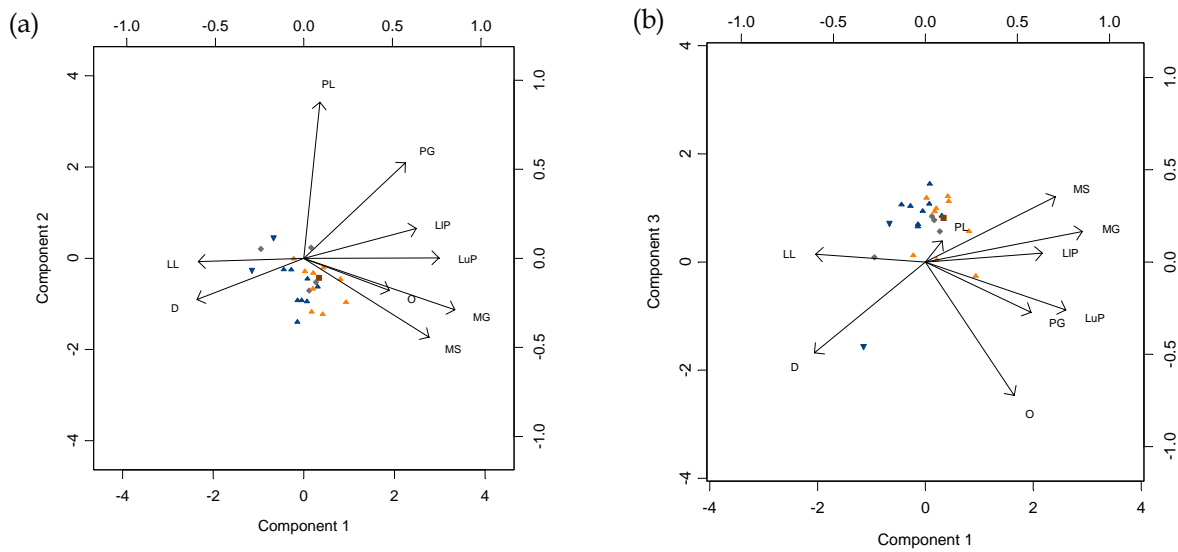 (a)
-1.0 -0.5 0.0 0.5 1.0
4 2 0 -2 -4
Component 2
1.0 0.5 0.0 -0.5 -1.0
PL
PG
LIP
LuP
LL
D
O
MG
MS
-4 -2 0 2 4
Component 1
(b)
-1.0 -0.5 0.0 0.5 1.0
4 2 0 -2 -4
Component 3
1.0 0.5 0.0 -0.5 -1.0
MS
PL
MG
LIP
LL
LuP
PG
D
O
-4 -2 0 2 4
Component 1